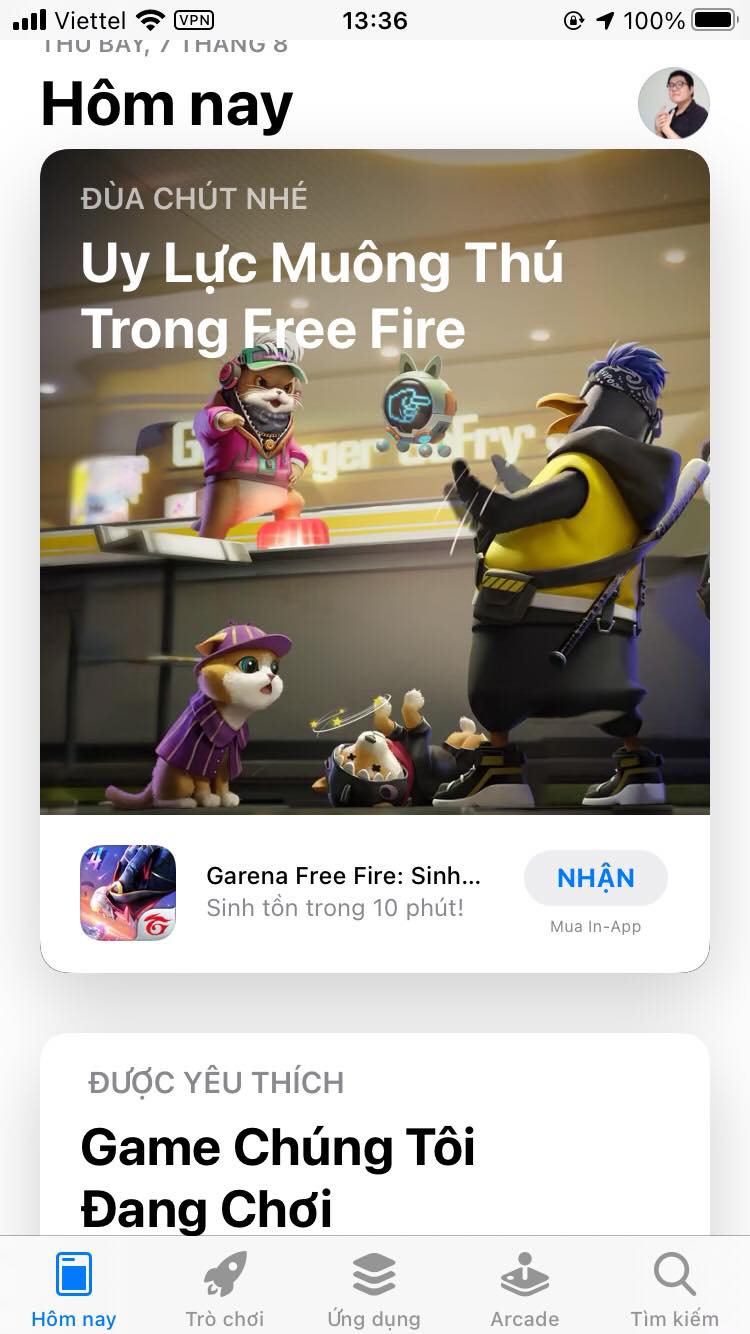 Viettel VPN 13:36 100%
THỨ BẢY, 7 THÁNG 8
Hôm nay
ĐÙA CHÚT NHÉ
Uy Lực Muông Thú
Trong Free Fire
Garena Free Fire: Sinh...
Sinh tồn trong 10 phút!
NHẬN
Mua In-App
ĐƯỢC YÊU THÍCH
Game Chúng Tôi
Đang Chơi
Hôm nay
Trò chơi
Ứng dụng
Arcade
Tìm kiếm